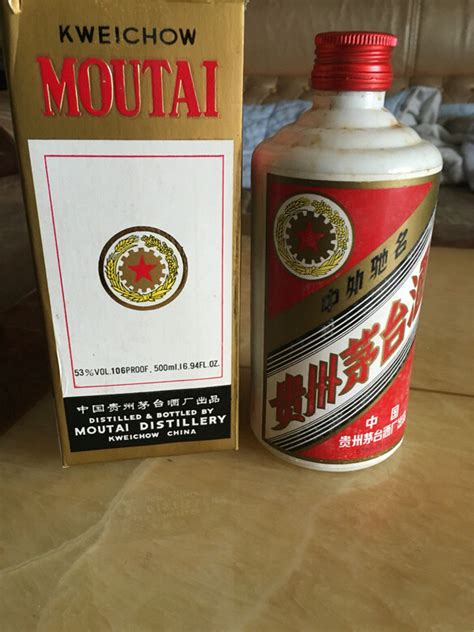 KWEICHOW
MOUTAI
53%VOL.106PROOF. 500ml.16.94FL.OZ.
中国贵州茅台酒厂出品
DISTILLED & BOTTLED BY
MOUTAI DISTILLERY
KWEICHOW CHINA
中外驰名
贵州茅台酒
中国
贵州茅台酒厂出